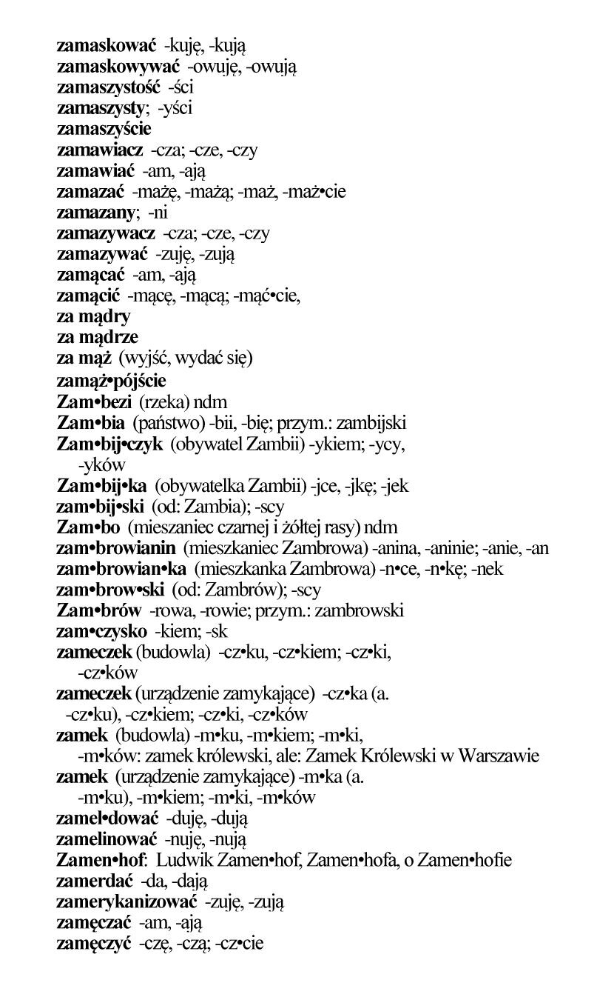 zamaskować -kuję, -kują
zamaskowywać -owuję, -owują
zamaszystość -ści
zamaszysty; -yści
zamaszyście
zamawiacz -cza; -cze, -czy
zamawiać -am, -ają
zamazać -mażę, -mażą; -maż, -maż•cie
zamazany; -ni
zamazywacz -cza; -cze, -czy
zamazywać -zuję, -zują
zamącać -am, -ają
zamącić -mącę, -mącą; -mąć•cie,
za mądry
za mądrze
za mąż (wyjść, wydać się)
zamąż•pójście
Zam•bezi (rzeka) ndm
Zam•bia (państwo) -bii, -bię; przym.: zambijski
Zam•bij•czyk (obywatel Zambii) -ykiem; -ycy,
-yków
Zam•bij•ka (obywatelka Zambii) -jce, -jkę; -jek
zam•bij•ski (od: Zambia); -scy
Zam•bo (mieszaniec czarnej i żółtej rasy) ndm
zam•browianin (mieszkaniec Zambrowa) -anina, -aninie; -anie, -an
zam•browian•ka (mieszkanka Zambrowa) -n•ce, -n•kę; -nek
zam•brow•ski (od: Zambrów); -scy
Zam•brów -rowa, -rowie; przym.: zambrowski
zam•czysko -kiem; -sk
zameczek (budowla) -cz•ku, -cz•kiem; -cz•ki,
-cz•ków
zameczek (urządzenie zamykające) -cz•ka (a.
-cz•ku), -cz•kiem; -cz•ki, -cz•ków
zamek (budowla) -m•ku, -m•kiem; -m•ki,
-m•ków: zamek królewski, ale: Zamek Królewski w Warszawie
zamek (urządzenie zamykające) -m•ka (a.
-m•ku), -m•kiem; -m•ki, -m•ków
zamel•dować -duję, -dują
zamelinować -nuję, -nują
Zamen•hof: Ludwik Zamen•hof, Zamen•hofa, o Zamen•hofie
zamerdać -da, -dają
zamerykanizować -zuję, -zują
zamęczać -am, -ają
zamęczyć -czę, -czą; -cz•cie